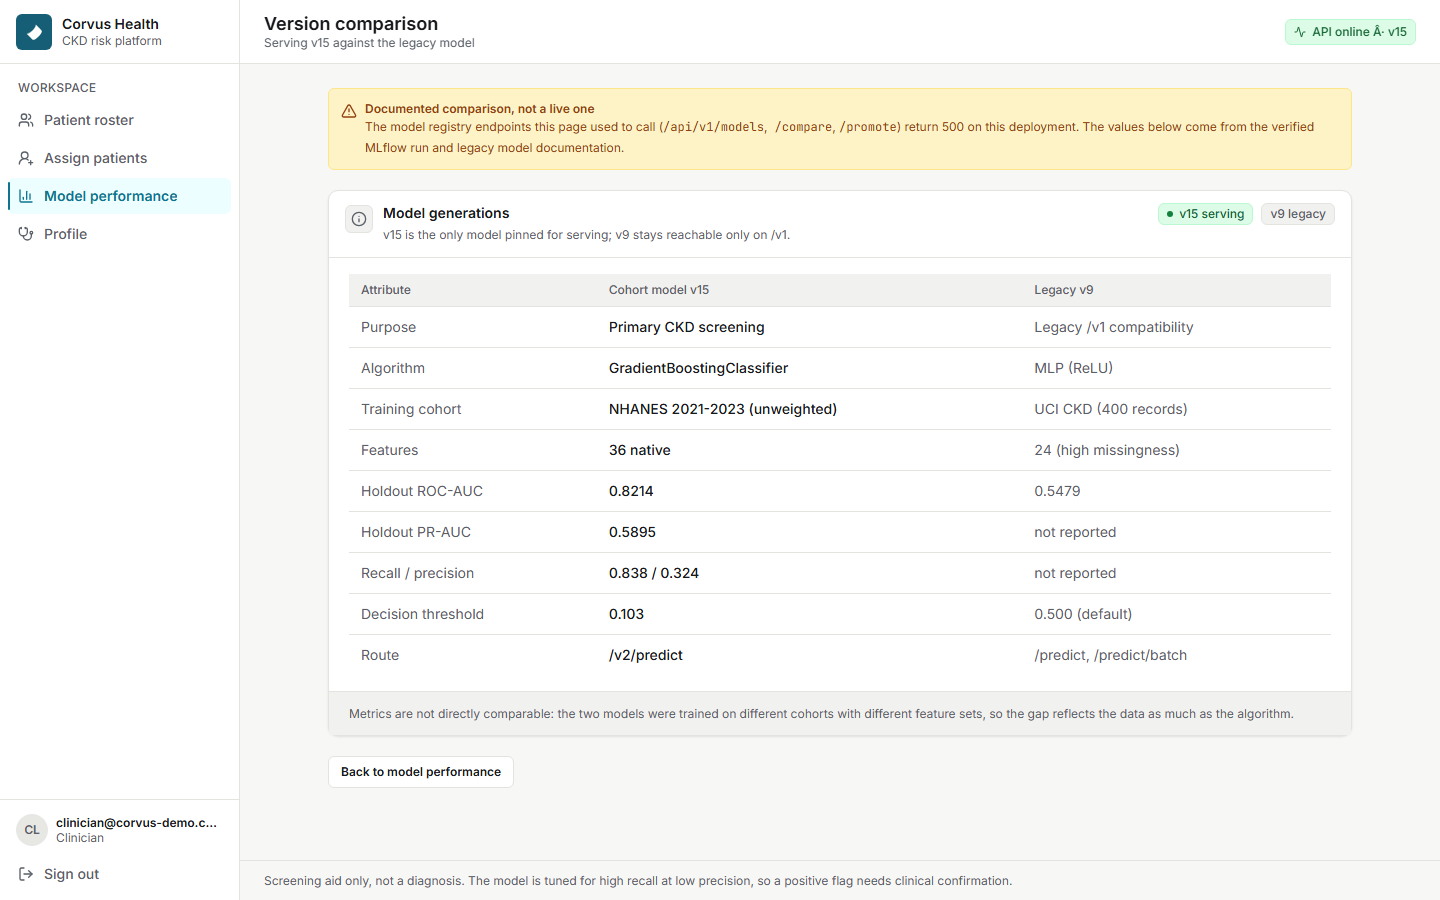 Corvus Health
CKD risk platform
WORKSPACE
Patient roster
Assign patients
Model performance
Profile
CL
clinician@corvus-demo.c...
Clinician
Sign out
Version comparison
Serving v15 against the legacy model
API online Â· v15
Documented comparison, not a live one
The model registry endpoints this page used to call (/api/v1/models, /compare, /promote) return 500 on this deployment. The values below come from the verified
MLflow run and legacy model documentation.
Model generations
v15 is the only model pinned for serving; v9 stays reachable only on /v1.
v15 serving
v9 legacy
Attribute Cohort model v15 Legacy v9
Purpose Primary CKD screening Legacy /v1 compatibility
Algorithm GradientBoostingClassifier MLP (ReLU)
Training cohort NHANES 2021-2023 (unweighted) UCI CKD (400 records)
Features 36 native 24 (high missingness)
Holdout ROC-AUC 0.8214 0.5479
Holdout PR-AUC 0.5895 not reported
Recall / precision 0.838 / 0.324 not reported
Decision threshold 0.103 0.500 (default)
Route /v2/predict /predict, /predict/batch
Metrics are not directly comparable: the two models were trained on different cohorts with different feature sets, so the gap reflects the data as much as the algorithm.
Back to model performance
Screening aid only, not a diagnosis. The model is tuned for high recall at low precision, so a positive flag needs clinical confirmation.